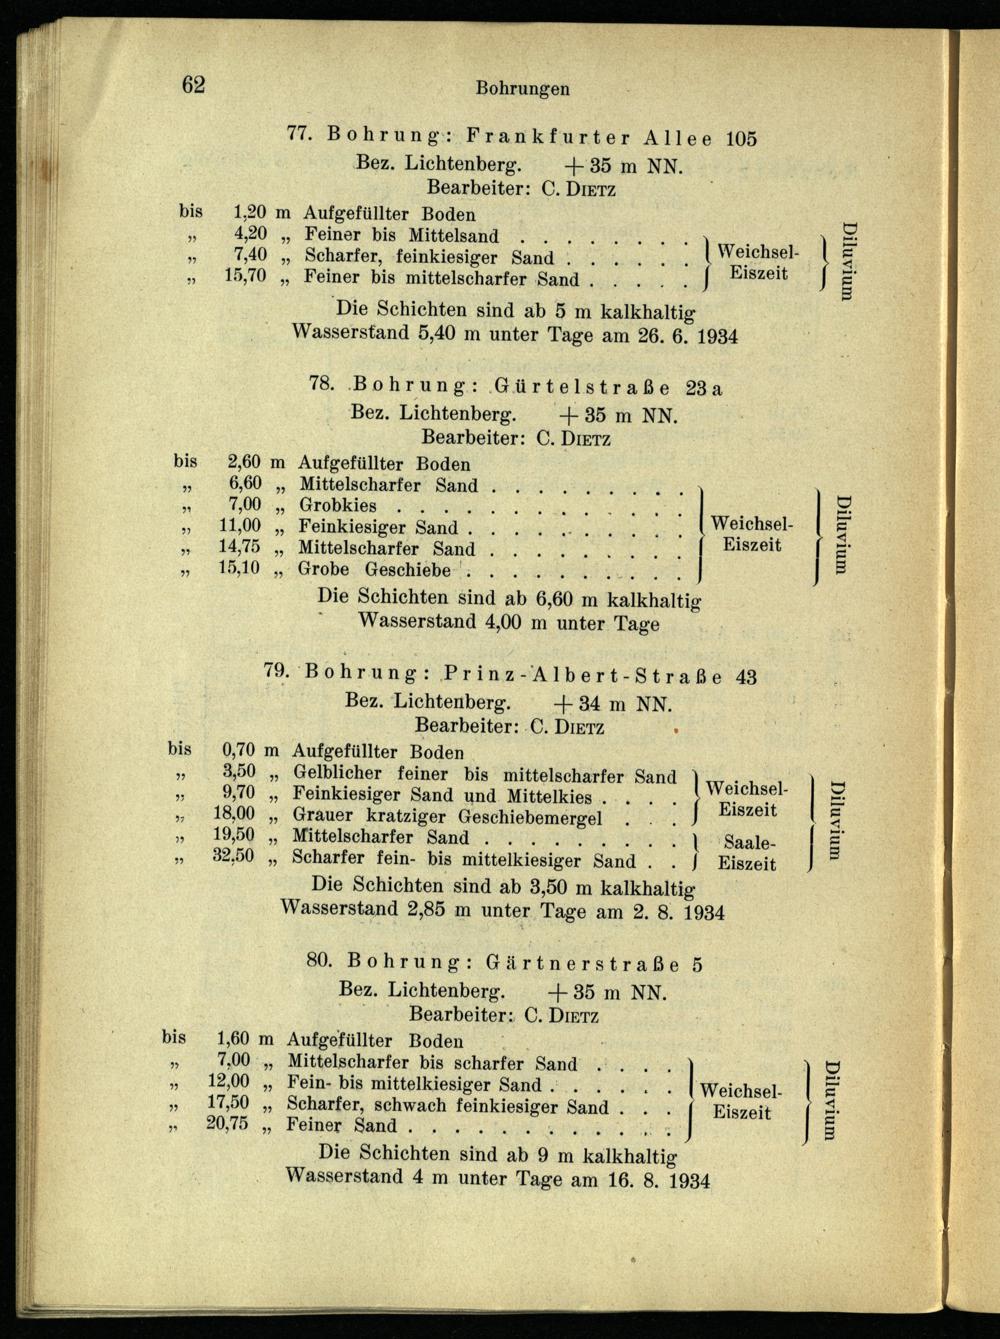 62 Bohrungen
77. Bohrung: Frankfurter Allee 105
Bez. Lichtenberg. + 35 m NN.
Bearbeiter: C. DIETZ
bis 1,20 m Aufgefüllter Boden
„ 4,20 „ Feiner bis Mittelsand . . . . . . . .
„ 7,40 „ Scharfer, feinkiesiger Sand . . . . . .
„ 15,70 „ Feiner bis mittelscharfer Sand . . . . .
Weichsel-
Eiszeit
Diluvium
Die Schichten sind ab 5 m kalkhaltig
Wasserstand 5,40 m unter Tage am 26. 6. 1934
78. Bohrung: Gürtelstraße 23 a
Bez. Lichtenberg. + 35 m NN.
Bearbeiter: C. DIETZ
bis 2,60 m Aufgefüllter Boden
„ 6,60 „ Mittelscharfer Sand . . . . . . . . .
„ 7,00 „ Grobkies . . . . . . . . . . . . .
„ 11,00 „ Feinkiesiger Sand . . . . . . . . . .
„ 14,75 „ Mittelscharfer Sand . . . . . . . . .
„ 15,10 „ Grobe Geschiebe . . . . . . . . . .
Weichsel-
Eiszeit
Diluvium
Die Schichten sind ab 6,60 m kalkhaltig
Wasserstand 4,00 m unter Tage
79. Bohrung: Prinz-Albert-Straße 43
Bez. Lichtenberg. + 34 m NN.
Bearbeiter: C. DIETZ
bis 0,70 m Aufgefüllter Boden
„ 3,50 „ Gelblicher feiner bis mittelscharfer Sand
„ 9,70 „ Feinkiesiger Sand und Mittelkies . . . .
„ 18,00 „ Grauer kratziger Geschiebemergel . . .
Weichsel-
Eiszeit
„ 19,50 „ Mittelscharfer Sand . . . . . . . . .
„ 32,50 „ Scharfer fein- bis mittelkiesiger Sand . .
Saale-
Eiszeit
Diluvium
Die Schichten sind ab 3,50 m kalkhaltig
Wasserstand 2,85 m unter Tage am 2. 8. 1934
80. Bohrung: Gärtnerstraße 5
Bez. Lichtenberg. + 35 m NN.
Bearbeiter: C. DIETZ
bis 1,60 m Aufgefüllter Boden
„ 7,00 „ Mittelscharfer bis scharfer Sand . . . .
„ 12,00 „ Fein- bis mittelkiesiger Sand . . . . . .
„ 17,50 „ Scharfer, schwach feinkiesiger Sand . . .
„ 20,75 „ Feiner Sand . . . . . . . . . . . .
Weichsel-
Eiszeit
Diluvium
Die Schichten sind ab 9 m kalkhaltig
Wasserstand 4 m unter Tage am 16. 8. 1934